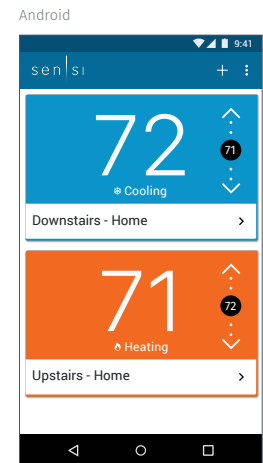 Android
9:41
sensi
72
71
Cooling
Downstairs - Home
71
72
Heating
Upstairs - Home